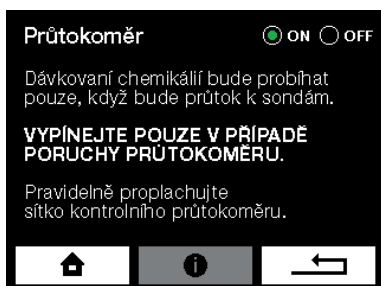 Průtokoměr ON OFF
Dávkovaní chemikálií bude probíhat
pouze, když bude průtok k sondám.
VYPÍNEJTE POUZE V PŘÍPADĚ
PORUCHY PRŮTOKOMĚRU.
Pravidelně proplachujte
sítko kontrolního průtokoměru.